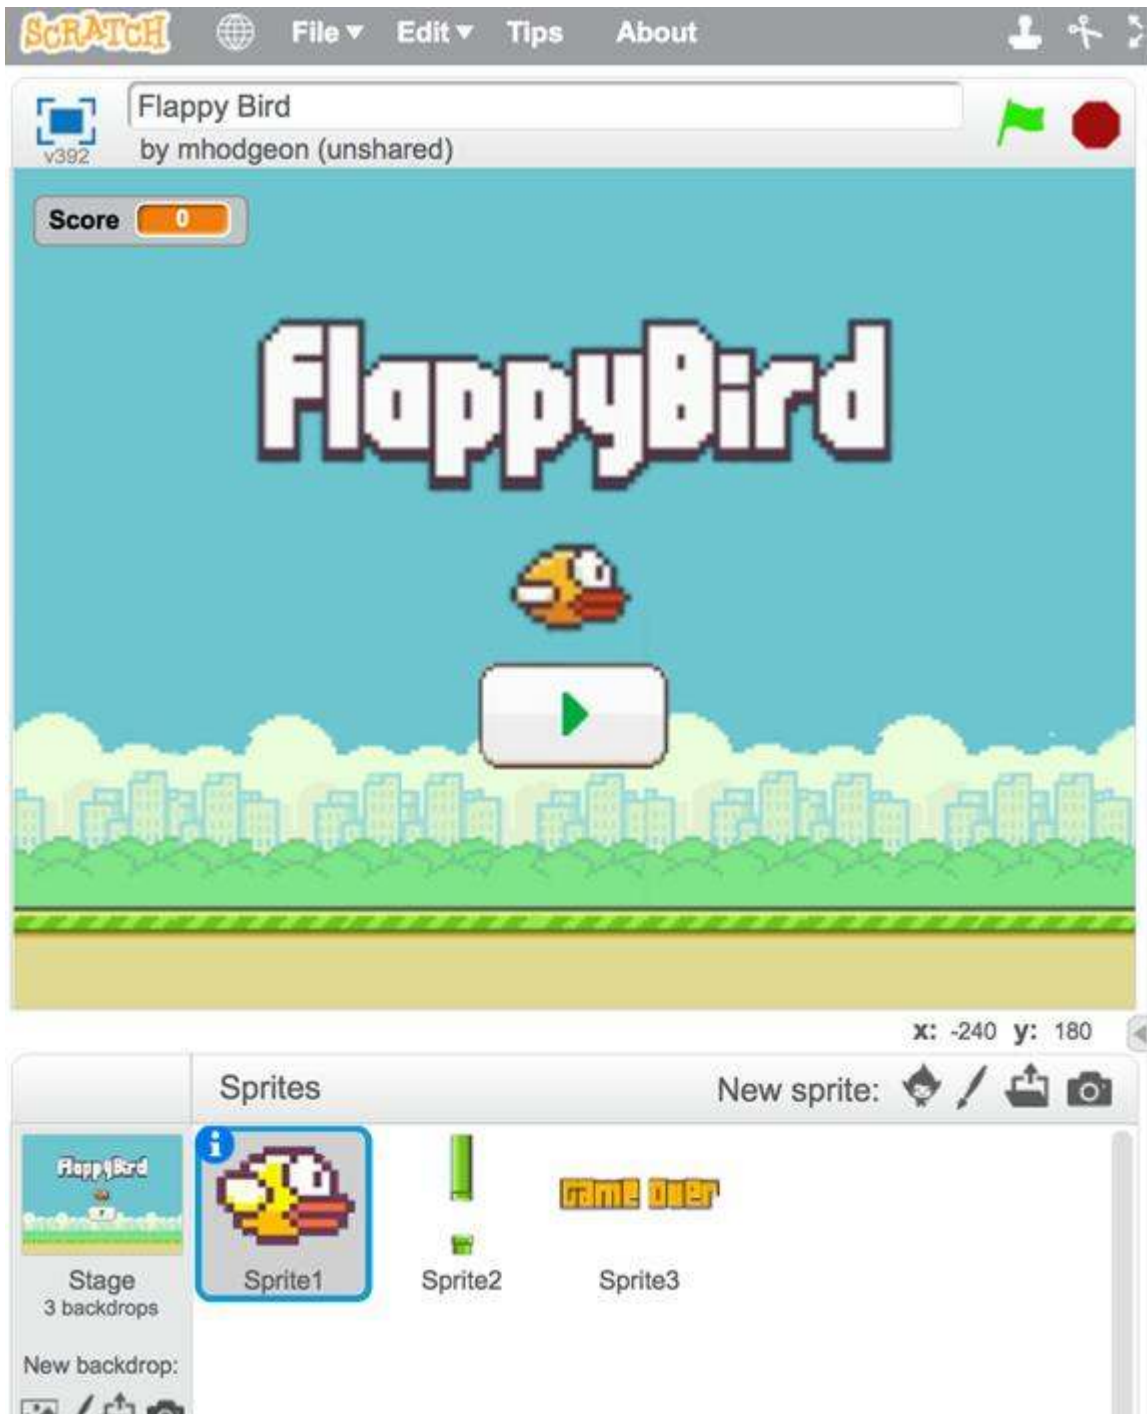 SCRATCH File Edit Tips About
Flappy Bird
v392
by mhodgeon (unshared)
Score 0
FlappyBird
x: -240 y: 180
Sprites New sprite:
FlappyBird
i
Game Over
Stage
3 backdrops
Sprite1 Sprite2 Sprite3
New backdrop: